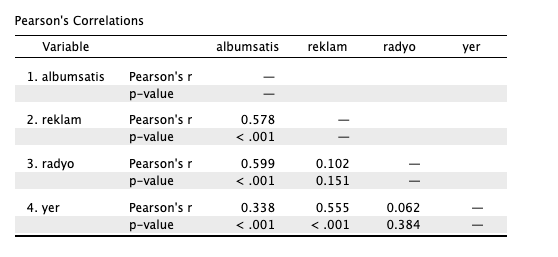 Pearson's Correlations
Variable albumsatis reklam radyo yer
1. albumsatis Pearson's r —
p-value —
2. reklam Pearson's r 0.578 —
p-value < .001 —
3. radyo Pearson's r 0.599 0.102 —
p-value < .001 0.151 —
4. yer Pearson's r 0.338 0.555 0.062 —
p-value < .001 < .001 0.384 —